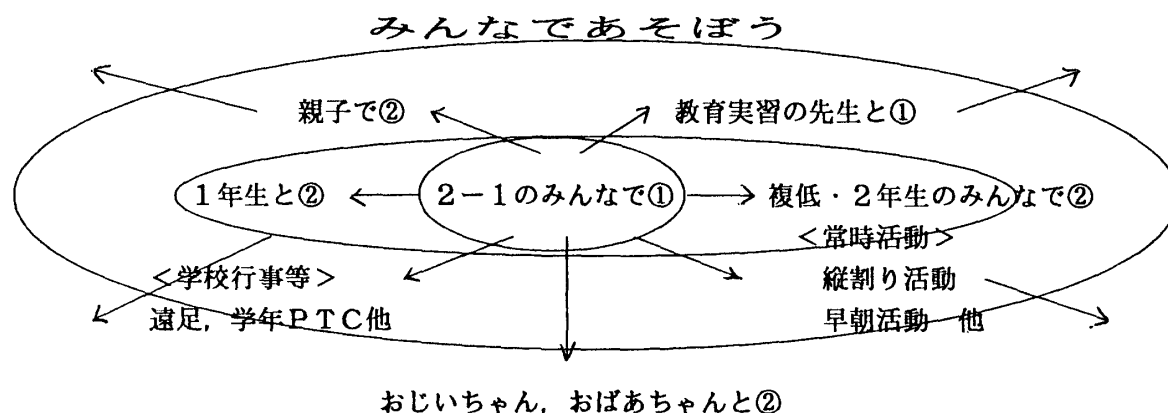 みんなであそぼう
親子で② 教育実習の先生と①
1年生と② 2-1のみんなで① 複低・2年生のみんなで②
<常時活動>
<学校行事等> 縦割り活動
遠足,学年PTC他 早朝活動 他
おじいちゃん,おばあちゃんと②